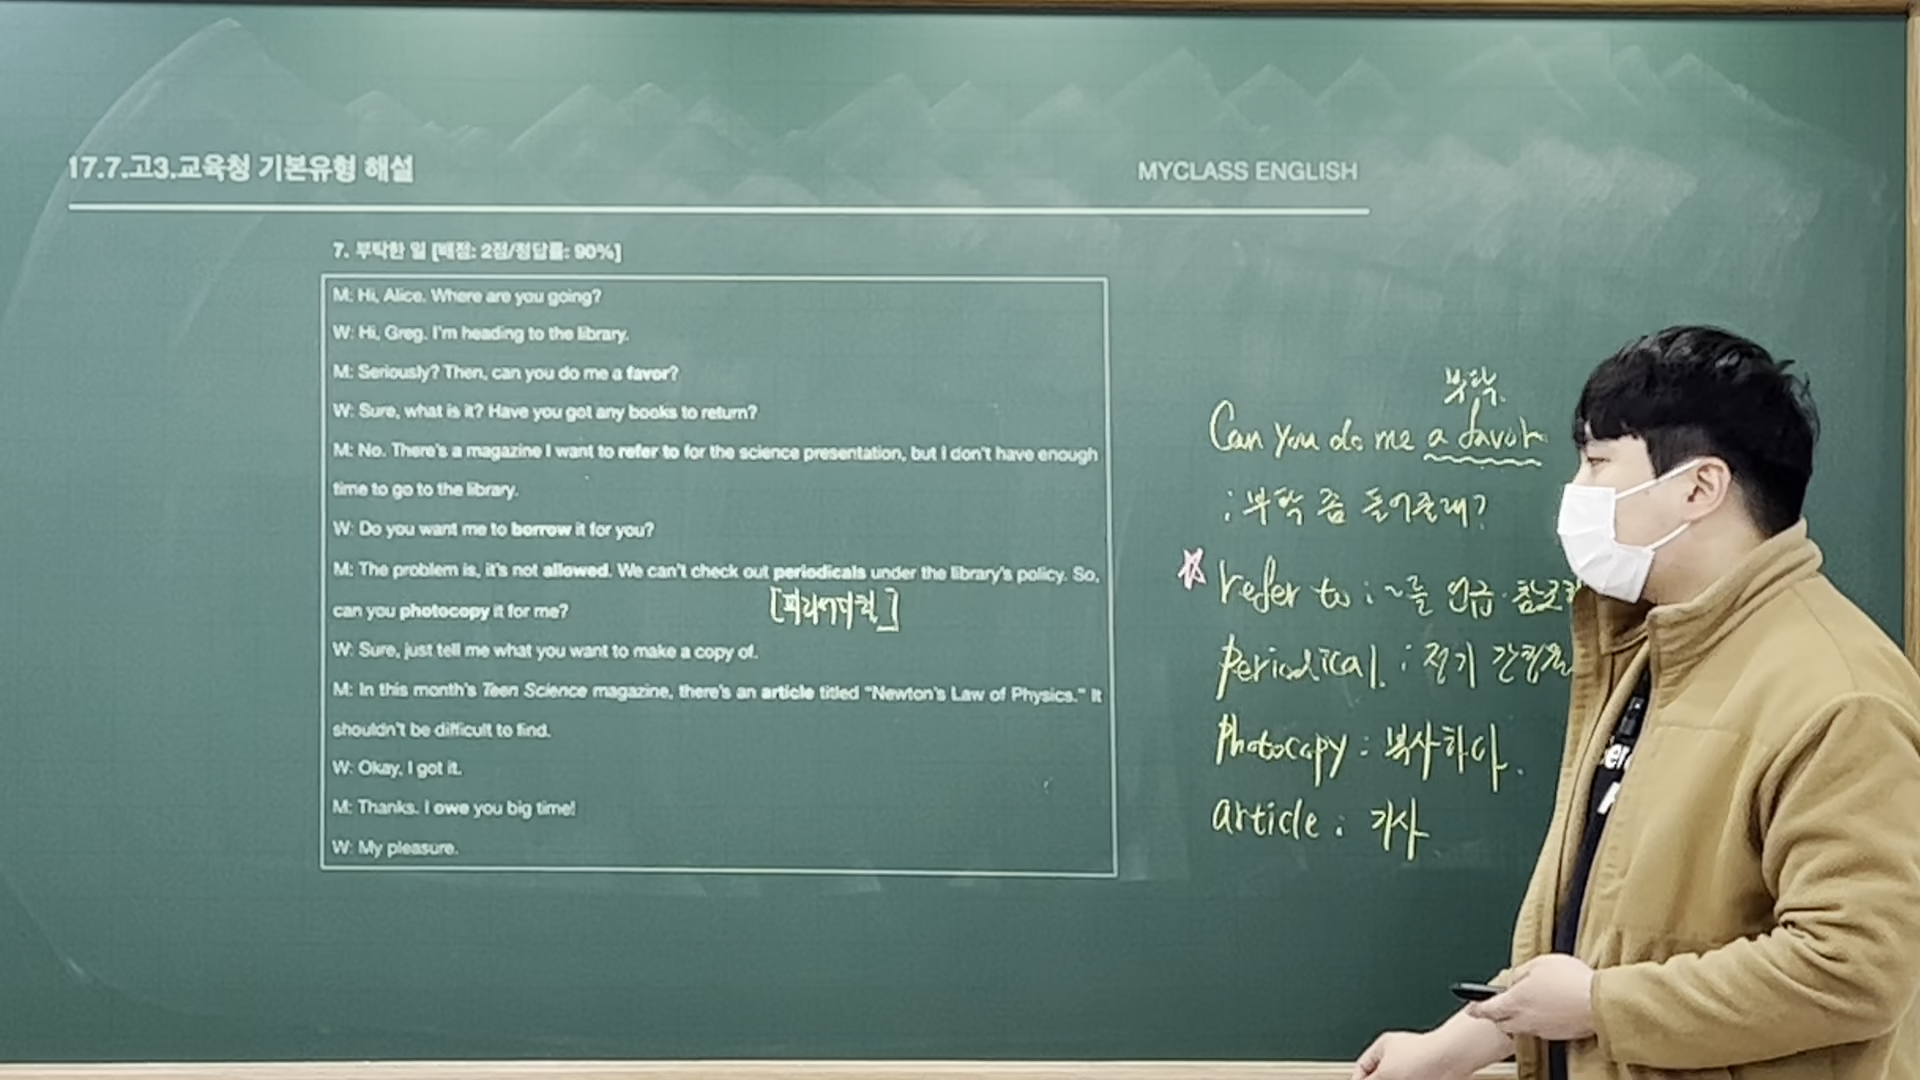 17.7.고3.교육청 기본유형 해설
MYCLASS ENGLISH
7. 부탁한 일 [배점: 2점/정답률: 90%]
M: Hi, Alice. Where are you going?
W: Hi, Greg. I'm heading to the library.
M: Seriously? Then, can you do me a favor?
W: Sure, what is it? Have you got any books to return?
M: No. There's a magazine I want to refer to for the science presentation, but I don't have enough
time to go to the library.
W: Do you want me to borrow it for you?
M: The problem is, it's not allowed. We can't check out periodicals under the library's policy. So,
can you photocopy it for me?
W: Sure, just tell me what you want to make a copy of.
M: In this month's Teen Science magazine, there's an article titled "Newton's Law of Physics." It
shouldn't be difficult to find.
W: Okay, I got it.
M: Thanks. I owe you big time!
W: My pleasure.
부탁.
Can you do me a favor
: 부탁 좀 들어줄래?
refer to : ~를 언급·참조
periodical : 정기 간행물
Photocopy : 복사하다.
article : 기사